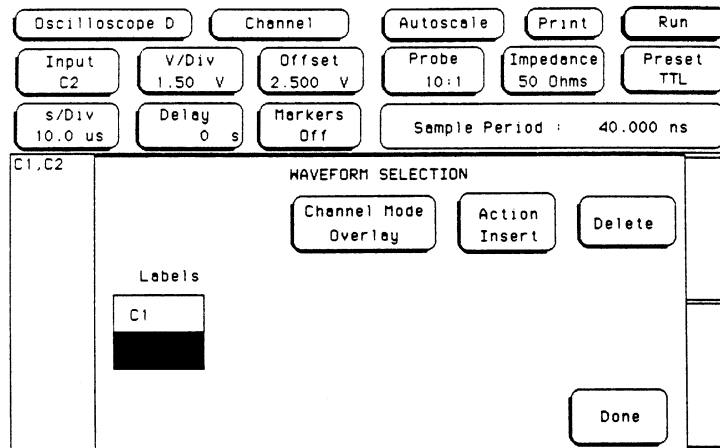 Oscilloscope D Channel Autoscale Print Run
Input V/Div Offset Probe Impedance Preset
C2 1.50 V 2.500 V 10:1 50 Ohms TTL
s/Div Delay Markers
10.0 us 0 s Off Sample Period : 40.000 ns
C1,C2
WAVEFORM SELECTION
Channel Mode Action
Overlay Insert Delete
Labels
C1
Done